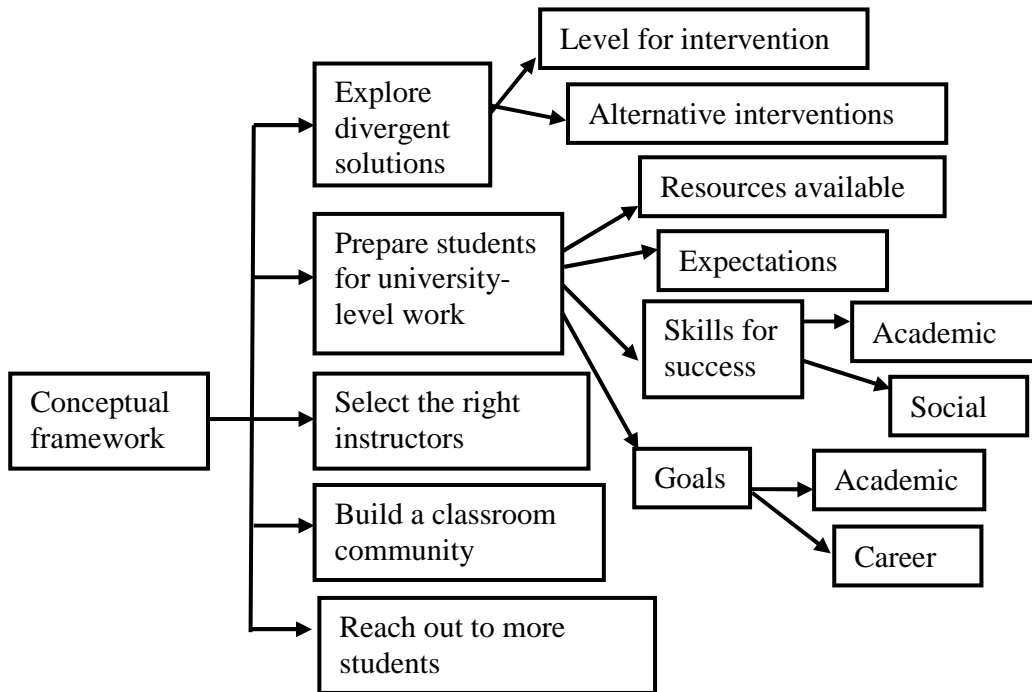 Level for intervention
Explore
divergent
solutions
Alternative interventions
Resources available
Prepare students
for university-
level work
Expectations
Skills for
success
Academic
Social
Conceptual
framework
Select the right
instructors
Goals
Academic
Career
Build a classroom
community
Reach out to more
students